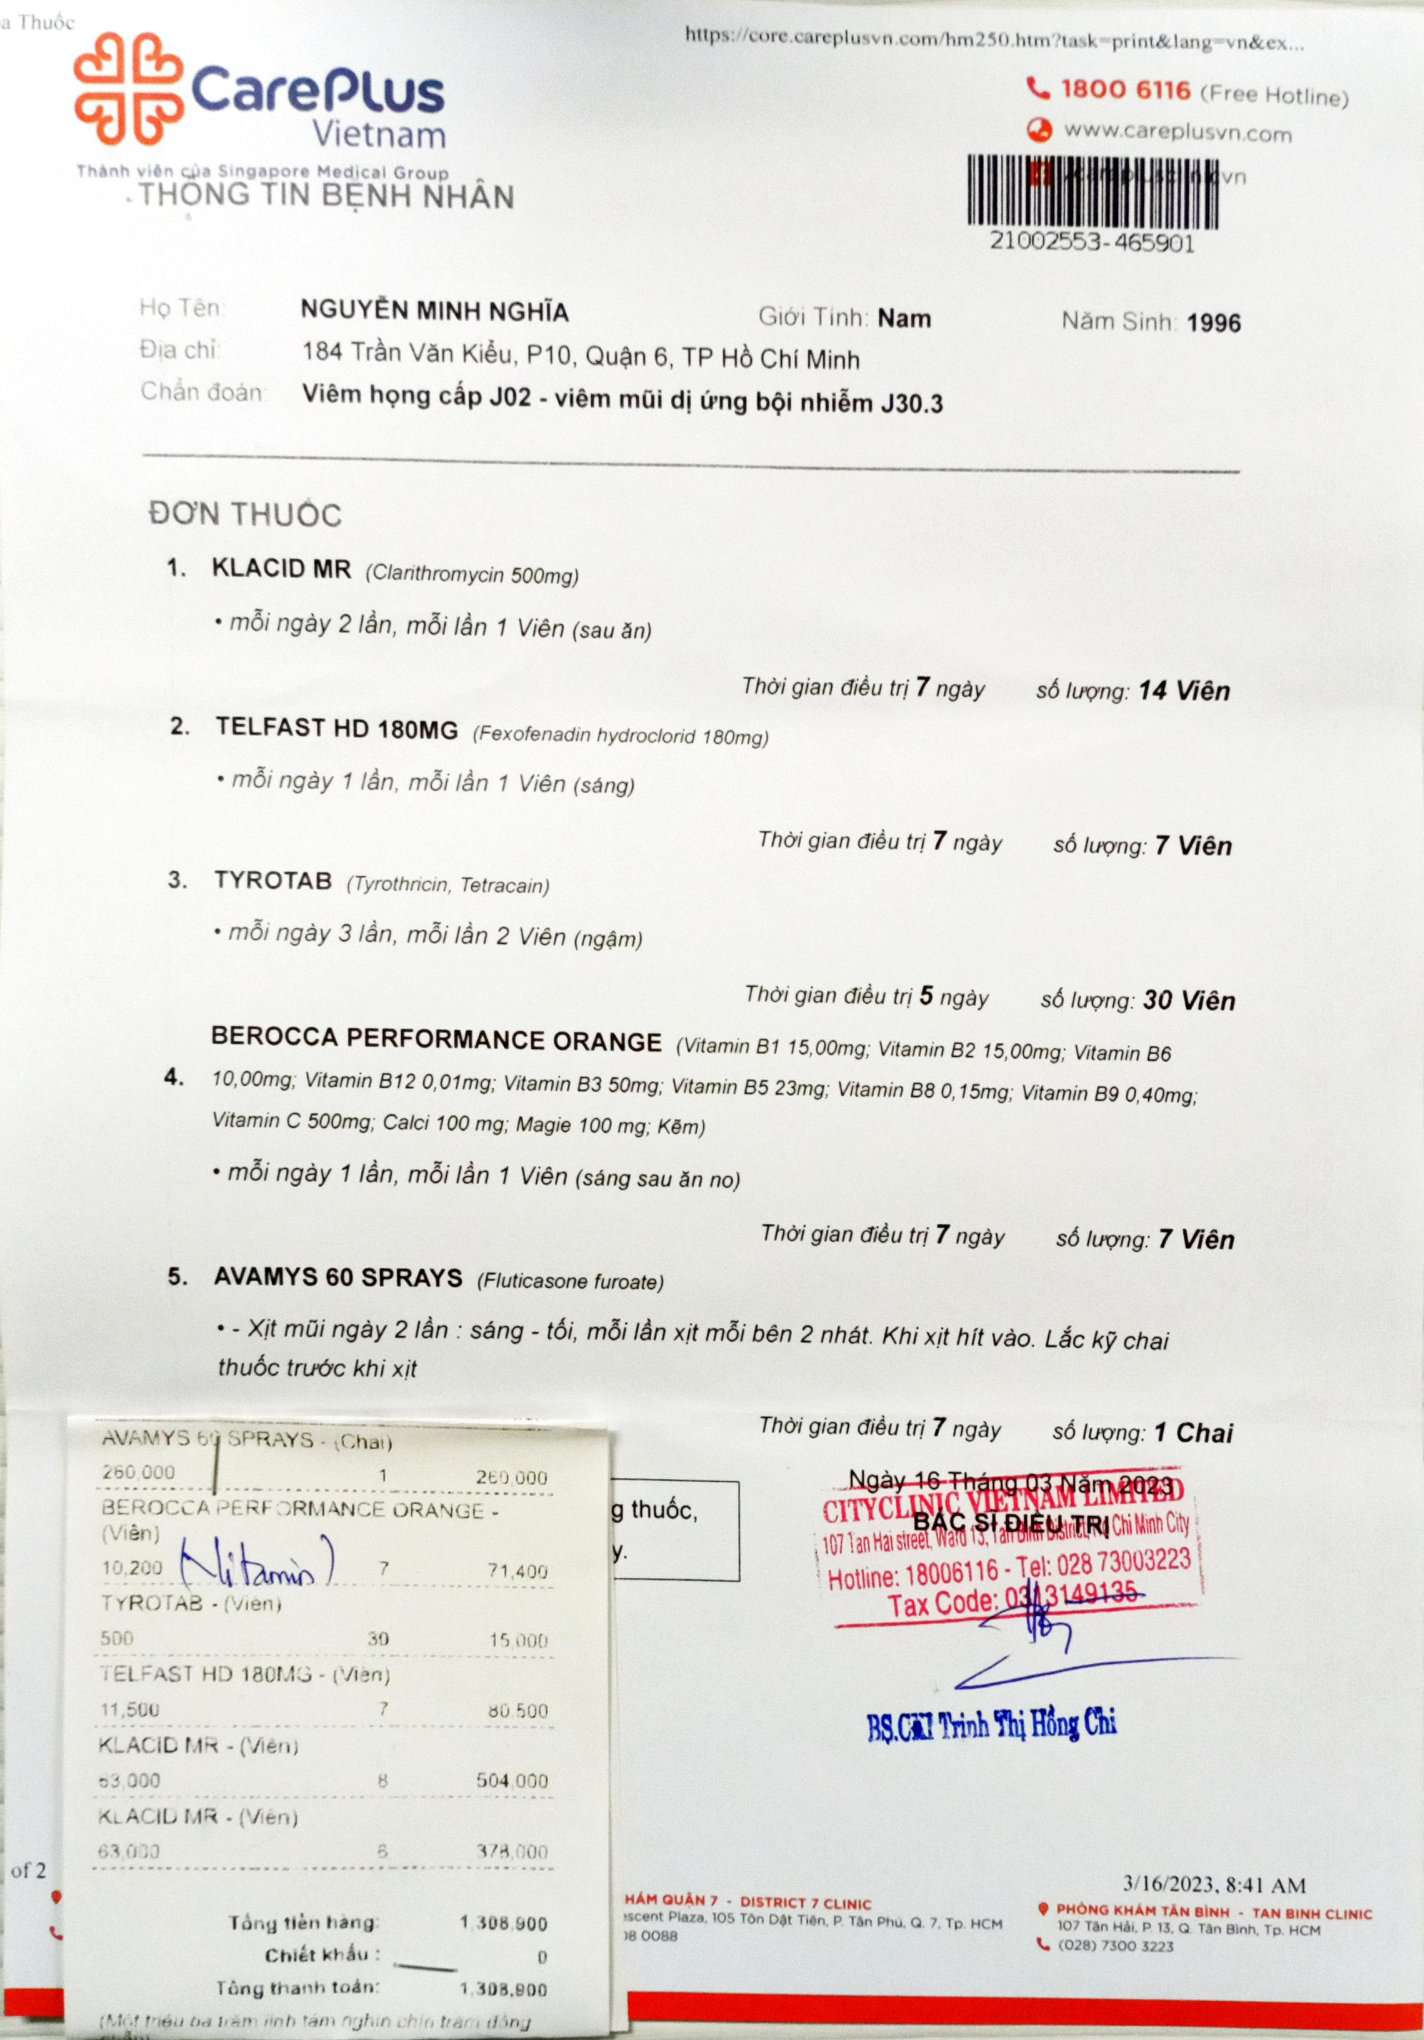 a Thuốc
https://core.careplusvn.com/hm250.htm?task=print&lang=vn&ex...
CarePlus
Vietnam
Thành viên của Singapore Medical Group
1800 6116 (Free Hotline)
www.careplusvn.com
21002553-465901
THÔNG TIN BỆNH NHÂN
Họ Tên: NGUYỄN MINH NGHĨA Giới Tính: Nam Năm Sinh: 1996
Địa chỉ: 184 Trần Văn Kiểu, P10, Quận 6, TP Hồ Chí Minh
Chẩn đoán: Viêm họng cấp J02 - viêm mũi dị ứng bội nhiễm J30.3
ĐƠN THUỐC
1. KLACID MR (Clarithromycin 500mg)
• mỗi ngày 2 lần, mỗi lần 1 Viên (sau ăn)
Thời gian điều trị 7 ngày số lượng: 14 Viên
2. TELFAST HD 180MG (Fexofenadin hydroclorid 180mg)
• mỗi ngày 1 lần, mỗi lần 1 Viên (sáng)
Thời gian điều trị 7 ngày số lượng: 7 Viên
3. TYROTAB (Tyrothricin, Tetracain)
• mỗi ngày 3 lần, mỗi lần 2 Viên (ngậm)
Thời gian điều trị 5 ngày số lượng: 30 Viên
BEROCCA PERFORMANCE ORANGE (Vitamin B1 15,00mg; Vitamin B2 15,00mg; Vitamin B6
4. 10,00mg; Vitamin B12 0,01mg; Vitamin B3 50mg; Vitamin B5 23mg; Vitamin B8 0,15mg; Vitamin B9 0,40mg;
Vitamin C 500mg; Calci 100 mg; Magie 100 mg; Kẽm)
• mỗi ngày 1 lần, mỗi lần 1 Viên (sáng sau ăn no)
Thời gian điều trị 7 ngày số lượng: 7 Viên
5. AVAMYS 60 SPRAYS (Fluticasone furoate)
• - Xịt mũi ngày 2 lần : sáng - tối, mỗi lần xịt mỗi bên 2 nhát. Khi xịt hít vào. Lắc kỹ chai
thuốc trước khi xịt
Thời gian điều trị 7 ngày số lượng: 1 Chai
g thuốc,
y.
Ngày 16 Tháng 03 Năm 2023
CITYCLINIC VIETNAM LIMITED
BÁC SĨ ĐIỀU TRỊ
107 Tan Hai street, Ward 13, Tan Binh District, Ho Chi Minh City
Hotline: 18006116 - Tel: 028 73003223
Tax Code: 0313149135
BS.CKI Trinh Thị Hồng Chi
AVAMYS 60 SPRAYS - (Chai)
260,000 1 260,000
BEROCCA PERFORMANCE ORANGE -
(Viên)
(Vitamin)
10,200 7 71,400
TYROTAB - (Viên)
500 30 15,000
TELFAST HD 180MG - (Viên)
11,500 7 80,500
KLACID MR - (Viên)
63,000 8 504,000
KLACID MR - (Viên)
63,000 6 378,000
Tổng tiền hàng: 1,308,900
Chiết khấu : 0
Tổng thanh toán: 1,308,900
(Một triệu ba trăm linh tám nghìn chín trăm đồng
of 2
3/16/2023, 8:41 AM
HÁM QUẬN 7 - DISTRICT 7 CLINIC
escent Plaza, 105 Tôn Dật Tiên, P. Tân Phú, Q. 7, Tp. HCM
08 0088
PHÒNG KHÁM TÂN BÌNH - TAN BINH CLINIC
107 Tân Hải, P. 13, Q. Tân Bình, Tp. HCM
(028) 7300 3223